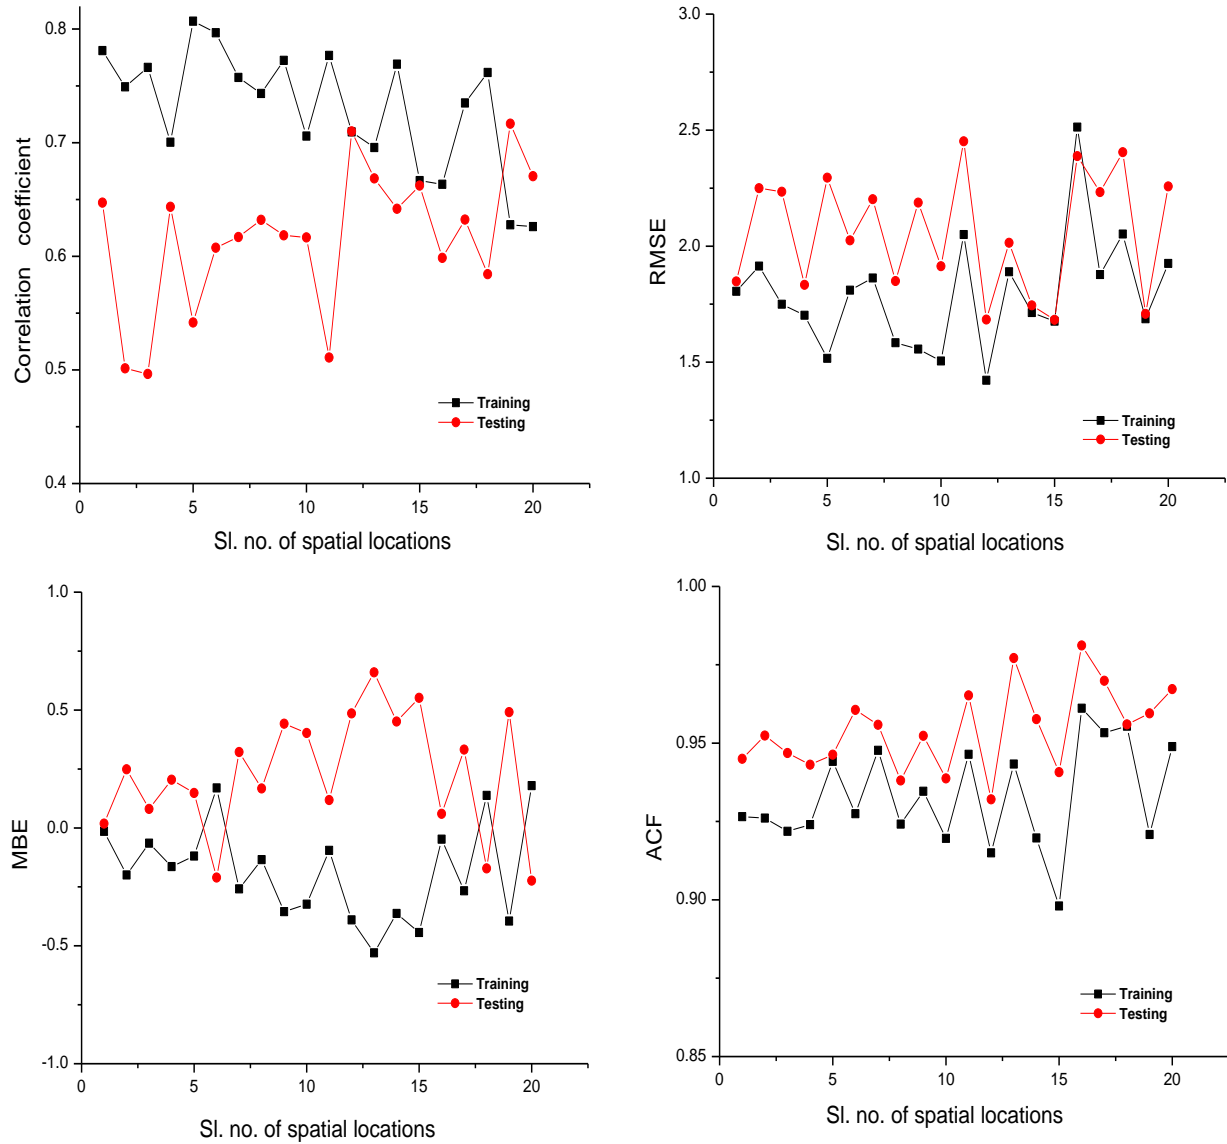 0.8
0.7
0.6
0.5
0.4
Correlation coefficient
Training
Testing
0 5 10 15 20
Sl. no. of spatial locations
3.0
2.5
2.0
1.5
1.0
RMSE
Training
Testing
0 5 10 15 20
Sl. no. of spatial locations
1.0
0.5
0.0
-0.5
-1.0
MBE
Training
Testing
0 5 10 15 20
Sl. no. of spatial locations
1.00
0.95
0.90
0.85
ACF
Training
Testing
0 5 10 15 20
Sl. no. of spatial locations